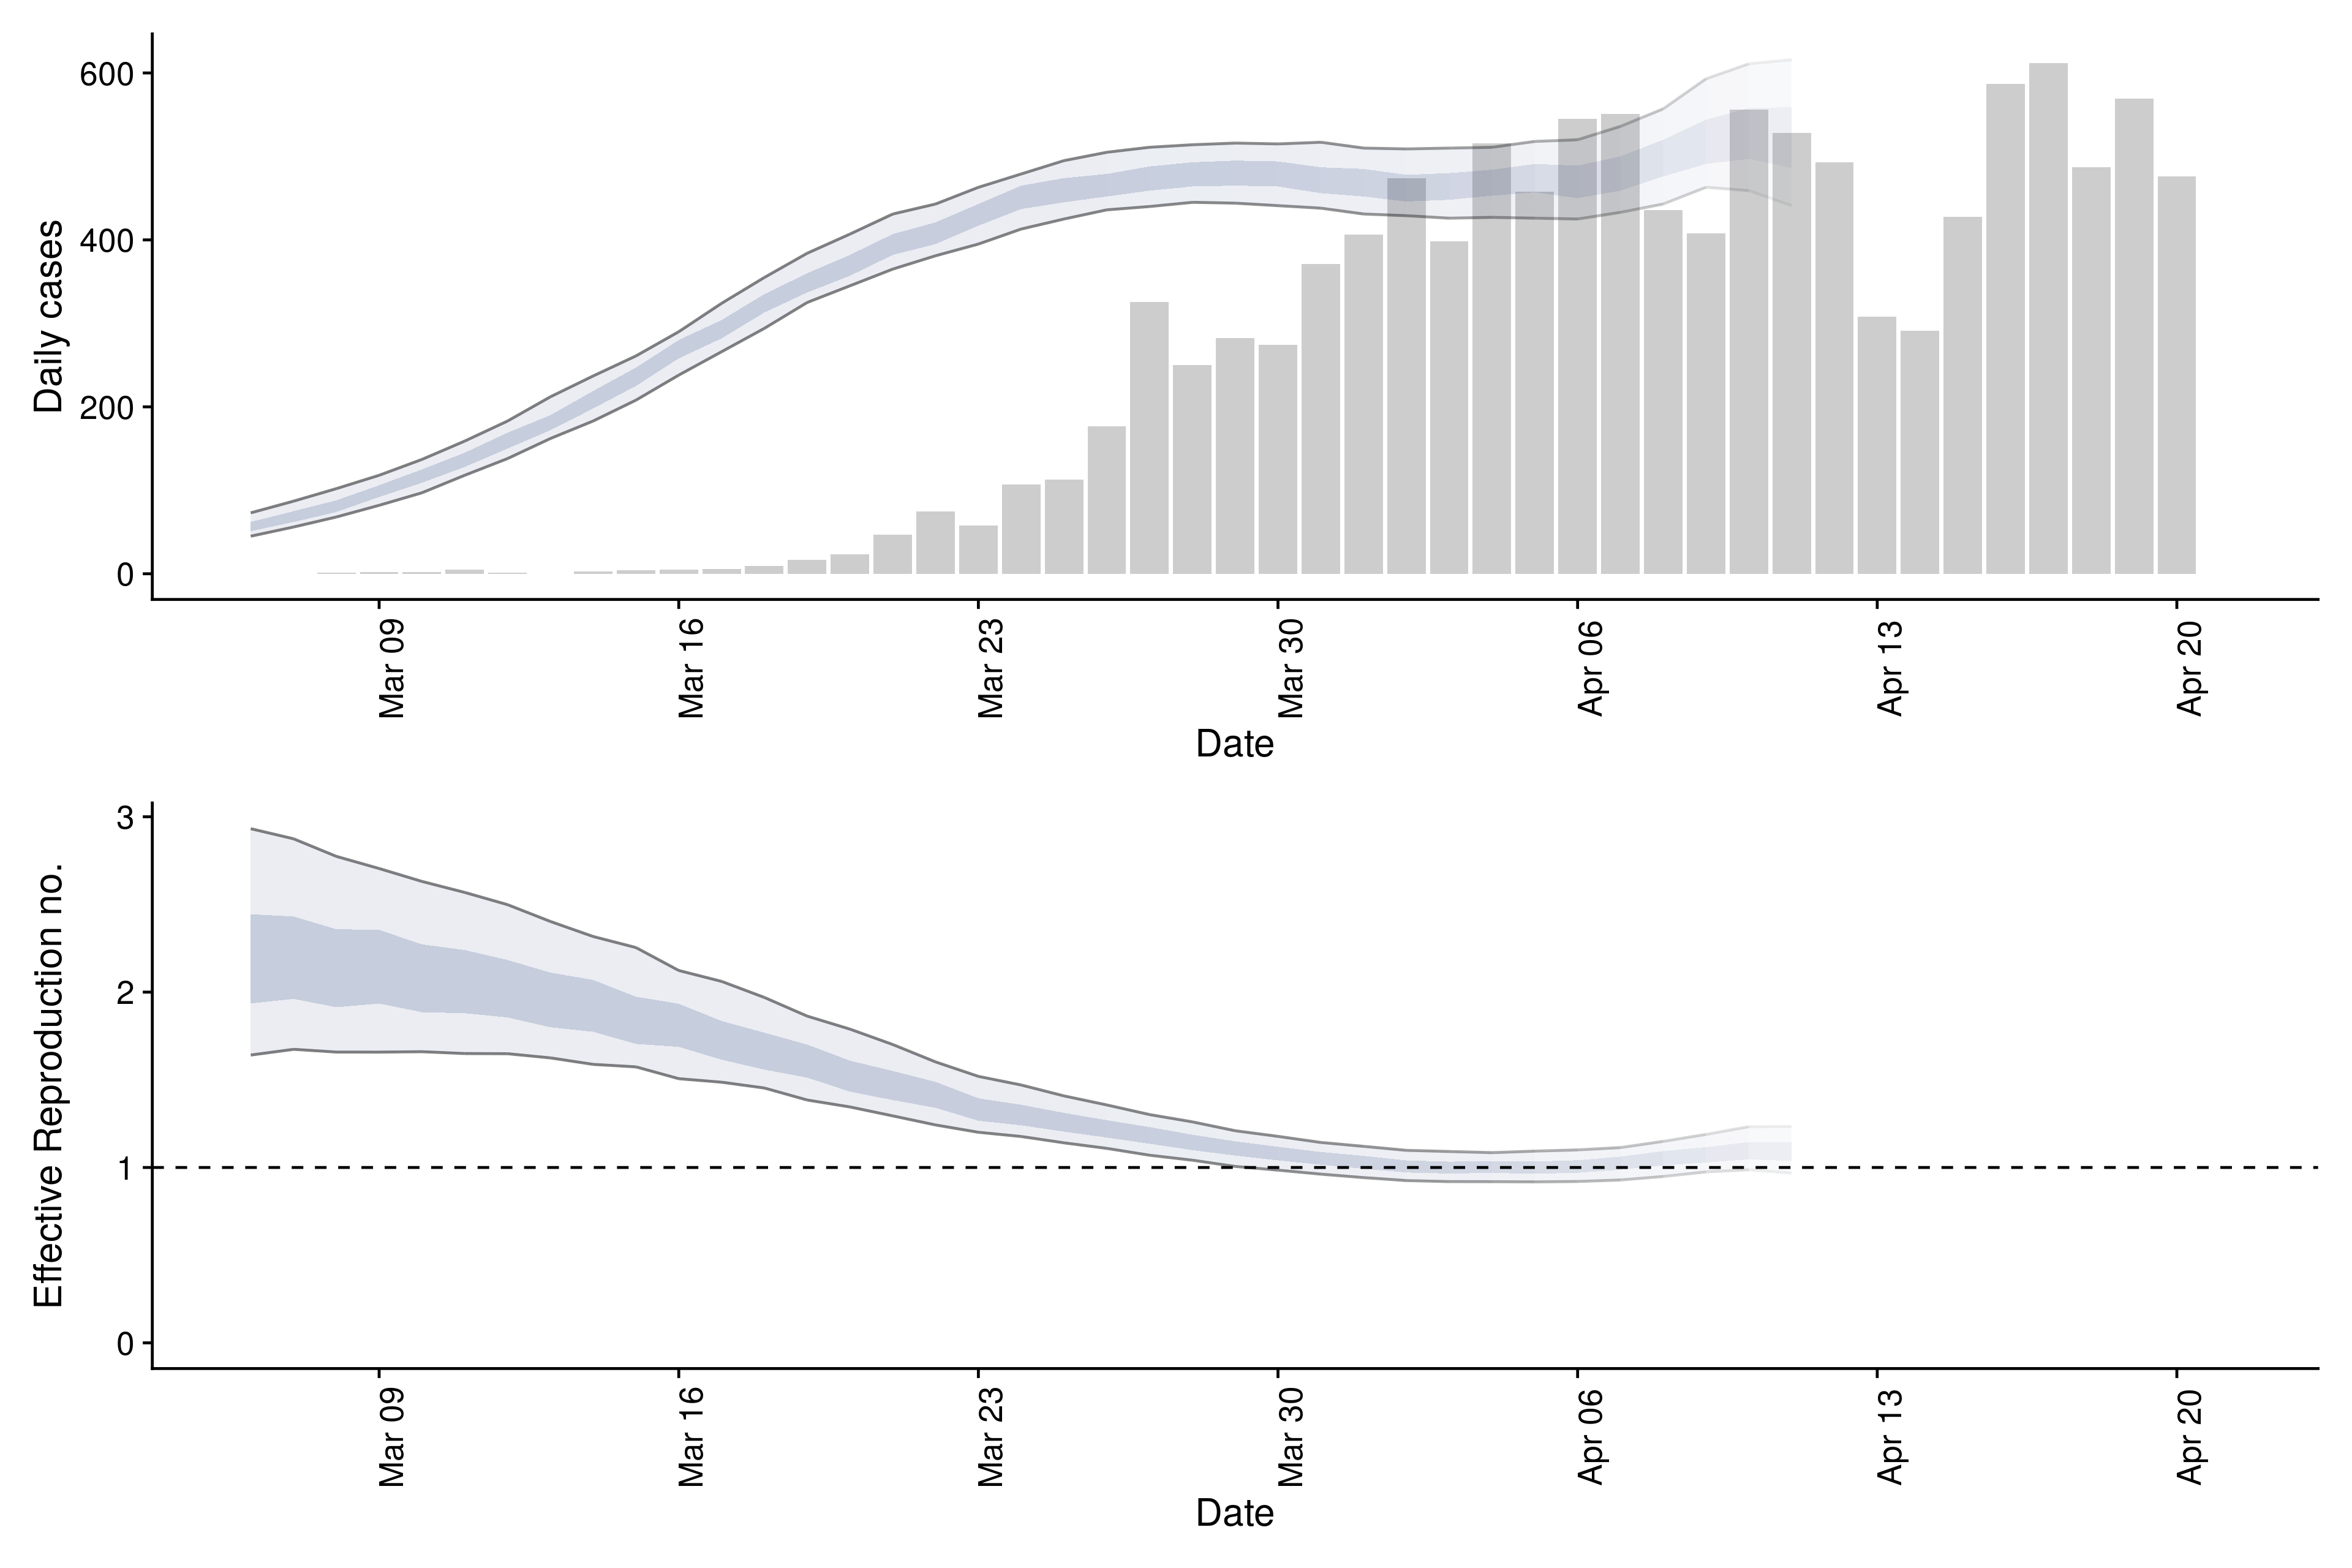 Daily cases
600
400
200
0
Mar 09
Mar 16
Mar 23
Mar 30
Apr 06
Apr 13
Apr 20
Date
Effective Reproduction no.
3
2
1
0
Mar 09
Mar 16
Mar 23
Mar 30
Apr 06
Apr 13
Apr 20
Date